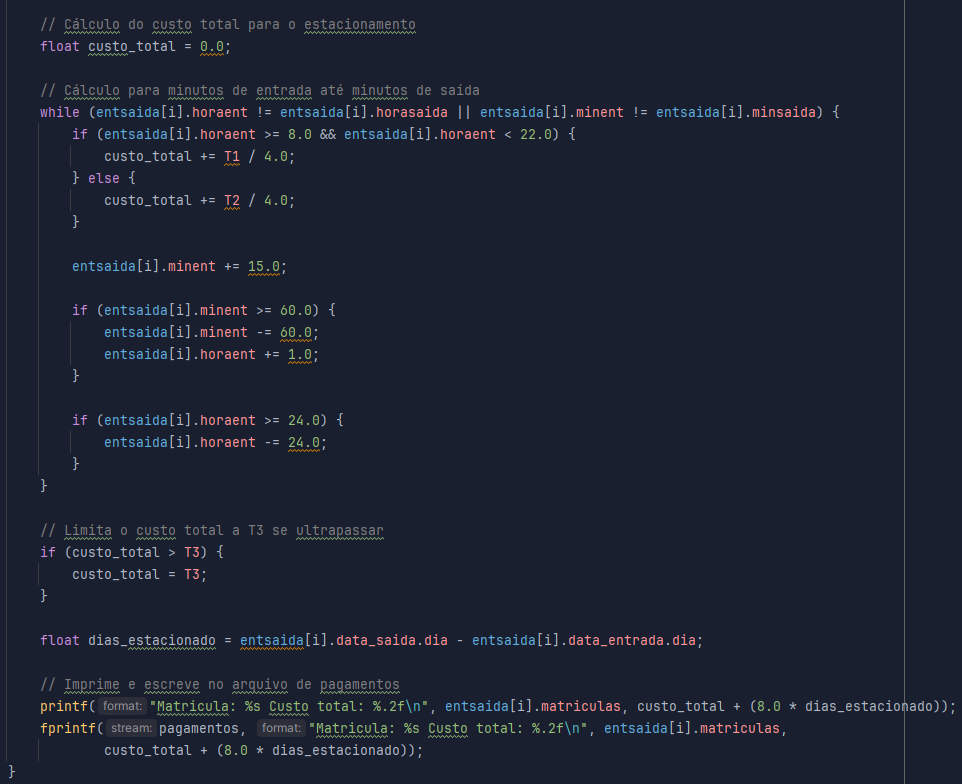 // Cálculo do custo total para o estacionamento
float custo_total = 0.0;
// Cálculo para minutos de entrada até minutos de saída
while (entsaida[i].horaent != entsaida[i].horasaida || entsaida[i].minent != entsaida[i].minsaida) {
if (entsaida[i].horaent >= 8.0 && entsaida[i].horaent < 22.0) {
custo_total += T1 / 4.0;
} else {
custo_total += T2 / 4.0;
}
entsaida[i].minent += 15.0;
if (entsaida[i].minent >= 60.0) {
entsaida[i].minent -= 60.0;
entsaida[i].horaent += 1.0;
}
if (entsaida[i].horaent >= 24.0) {
entsaida[i].horaent -= 24.0;
}
}
// Limita o custo total a T3 se ultrapassar
if (custo_total > T3) {
custo_total = T3;
}
float dias_estacionado = entsaida[i].data_saida.dia - entsaida[i].data_entrada.dia;
// Imprime e escreve no arquivo de pagamentos
printf( format: "Matricula: %s Custo total: %.2f\n", entsaida[i].matriculas, custo_total + (8.0 * dias_estacionado));
fprintf( stream: pagamentos, format: "Matricula: %s Custo total: %.2f\n", entsaida[i].matriculas,
custo_total + (8.0 * dias_estacionado));
}